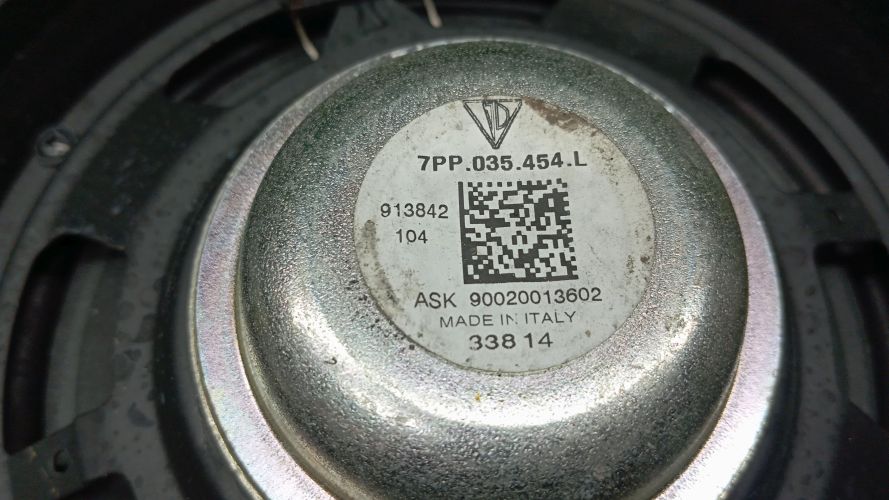 7PP.035.454.L
913842
104
ASK 90020013602
MADE IN ITALY
338 14